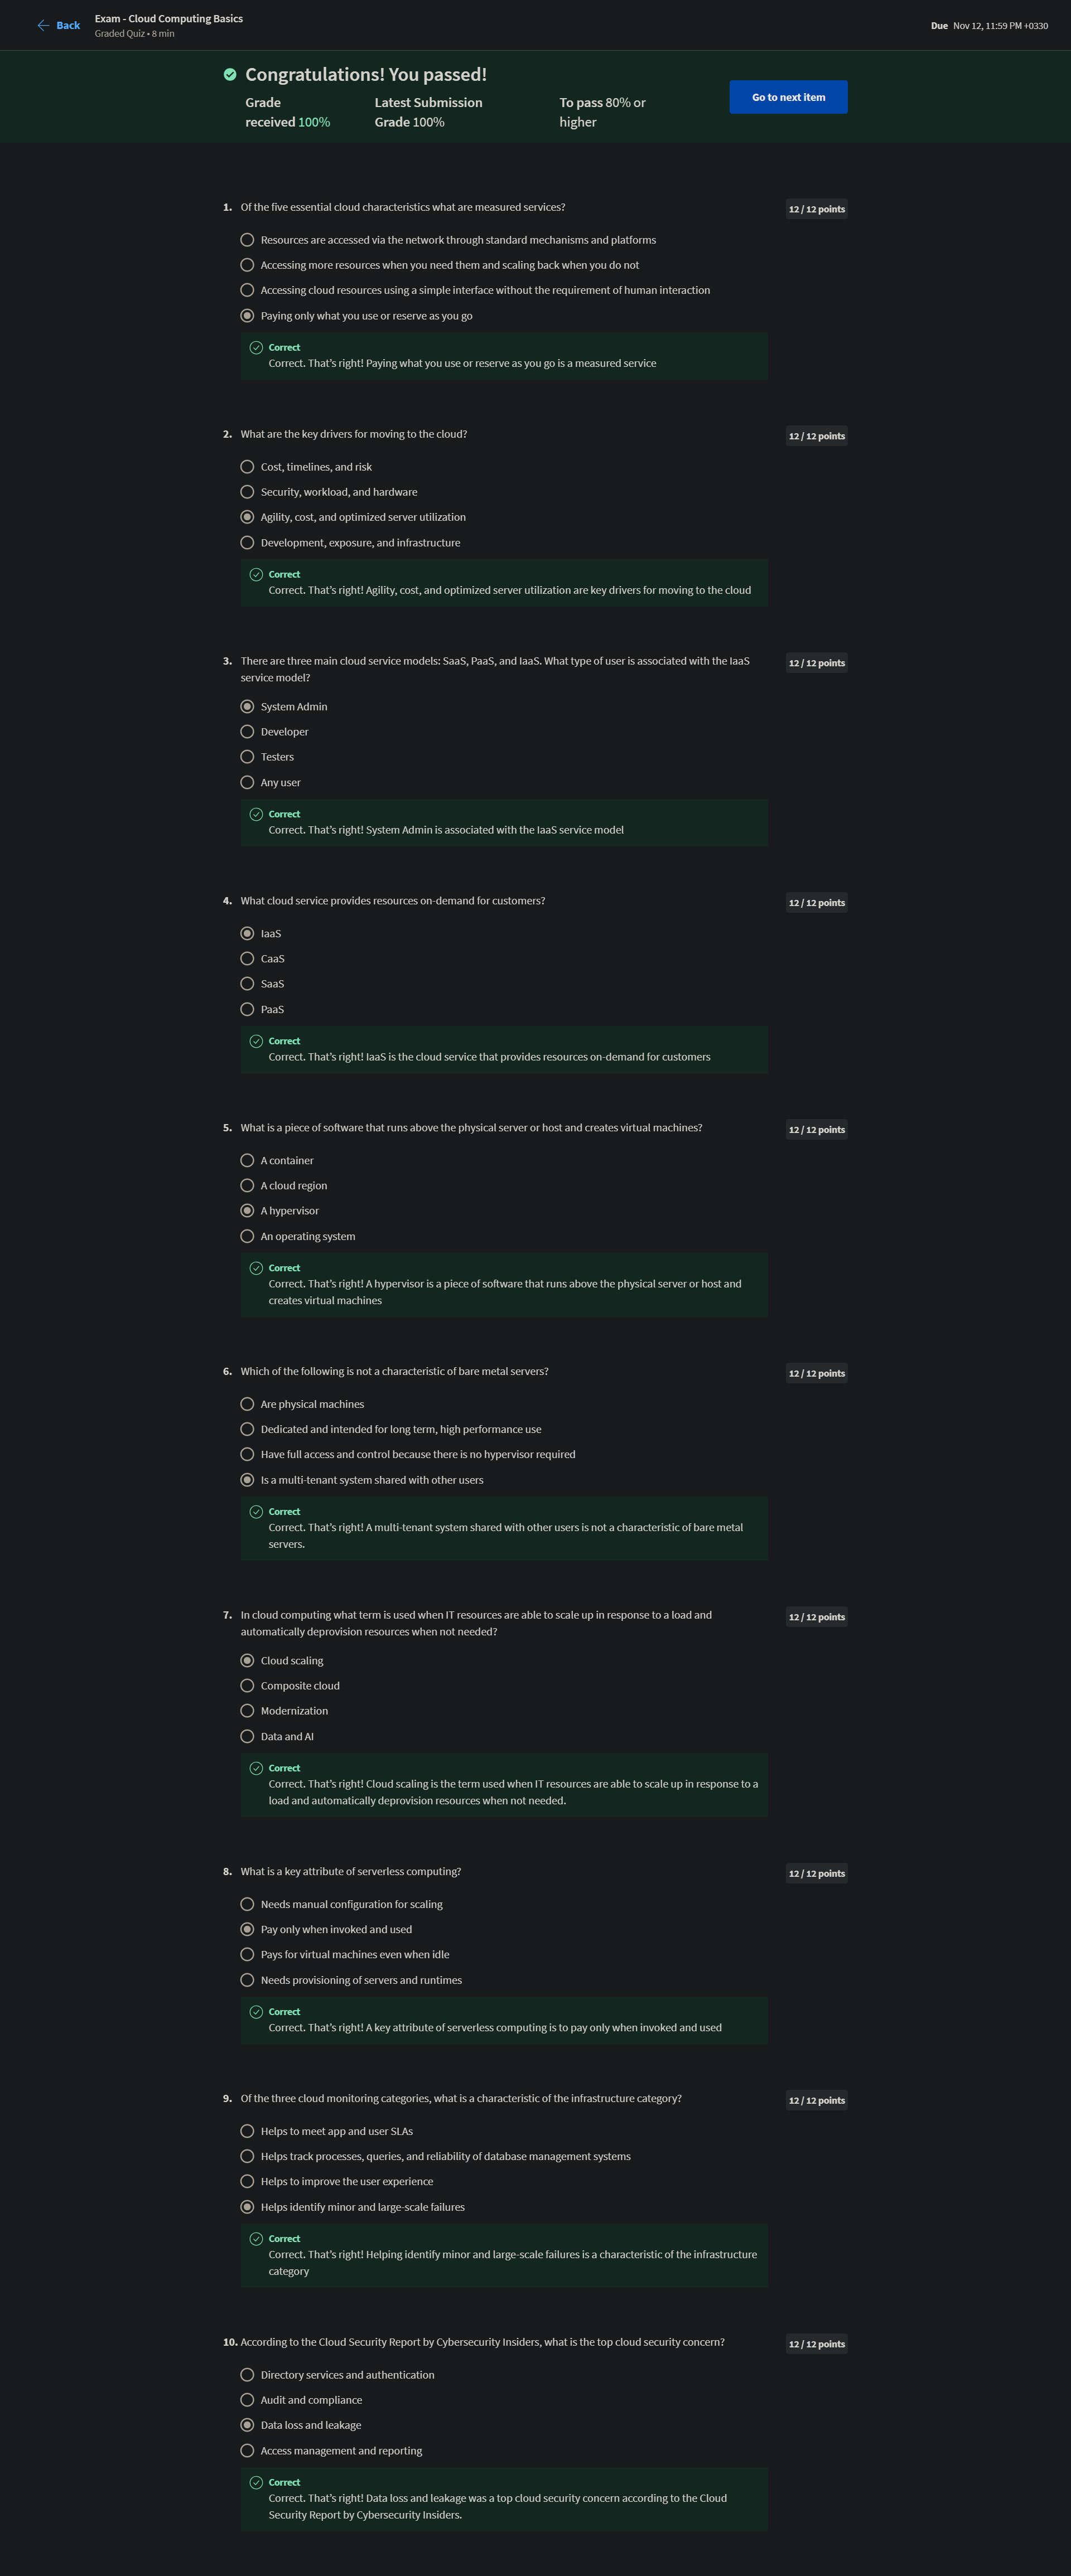 Back
Exam - Cloud Computing Basics
Graded Quiz • 8 min
Due Nov 12, 11:59 PM +0330
Congratulations! You passed!
Grade
received 100%
Latest Submission
Grade 100%
To pass 80% or
higher
Go to next item
1. Of the five essential cloud characteristics what are measured services?
12 / 12 points
Resources are accessed via the network through standard mechanisms and platforms
Accessing more resources when you need them and scaling back when you do not
Accessing cloud resources using a simple interface without the requirement of human interaction
Paying only what you use or reserve as you go
Correct
Correct. That's right! Paying what you use or reserve as you go is a measured service
2. What are the key drivers for moving to the cloud?
12 / 12 points
Cost, timelines, and risk
Security, workload, and hardware
Agility, cost, and optimized server utilization
Development, exposure, and infrastructure
Correct
Correct. That's right! Agility, cost, and optimized server utilization are key drivers for moving to the cloud
3. There are three main cloud service models: SaaS, PaaS, and IaaS. What type of user is associated with the IaaS
service model?
12 / 12 points
System Admin
Developer
Testers
Any user
Correct
Correct. That's right! System Admin is associated with the IaaS service model
4. What cloud service provides resources on-demand for customers?
12 / 12 points
IaaS
CaaS
SaaS
PaaS
Correct
Correct. That's right! IaaS is the cloud service that provides resources on-demand for customers
5. What is a piece of software that runs above the physical server or host and creates virtual machines?
12 / 12 points
A container
A cloud region
A hypervisor
An operating system
Correct
Correct. That's right! A hypervisor is a piece of software that runs above the physical server or host and
creates virtual machines
6. Which of the following is not a characteristic of bare metal servers?
12 / 12 points
Are physical machines
Dedicated and intended for long term, high performance use
Have full access and control because there is no hypervisor required
Is a multi-tenant system shared with other users
Correct
Correct. That's right! A multi-tenant system shared with other users is not a characteristic of bare metal
servers.
7. In cloud computing what term is used when IT resources are able to scale up in response to a load and
automatically deprovision resources when not needed?
12 / 12 points
Cloud scaling
Composite cloud
Modernization
Data and AI
Correct
Correct. That's right! Cloud scaling is the term used when IT resources are able to scale up in response to a
load and automatically deprovision resources when not needed.
8. What is a key attribute of serverless computing?
12 / 12 points
Needs manual configuration for scaling
Pay only when invoked and used
Pays for virtual machines even when idle
Needs provisioning of servers and runtimes
Correct
Correct. That's right! A key attribute of serverless computing is to pay only when invoked and used
9. Of the three cloud monitoring categories, what is a characteristic of the infrastructure category?
12 / 12 points
Helps to meet app and user SLAs
Helps track processes, queries, and reliability of database management systems
Helps to improve the user experience
Helps identify minor and large-scale failures
Correct
Correct. That's right! Helping identify minor and large-scale failures is a characteristic of the infrastructure
category
10. According to the Cloud Security Report by Cybersecurity Insiders, what is the top cloud security concern?
12 / 12 points
Directory services and authentication
Audit and compliance
Data loss and leakage
Access management and reporting
Correct
Correct. That's right! Data loss and leakage was a top cloud security concern according to the Cloud
Security Report by Cybersecurity Insiders.